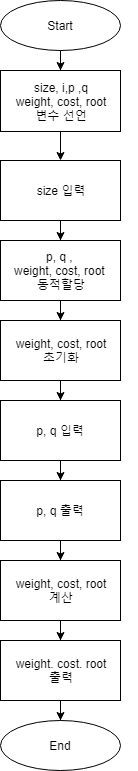 Start
size, i,p ,q
weight, cost, root
변수 선언
size 입력
p, q ,
weight, cost, root
동적할당
weight, cost, root
초기화
p, q 입력
p, q 출력
weight, cost, root
계산
weight. cost. root
출력
End